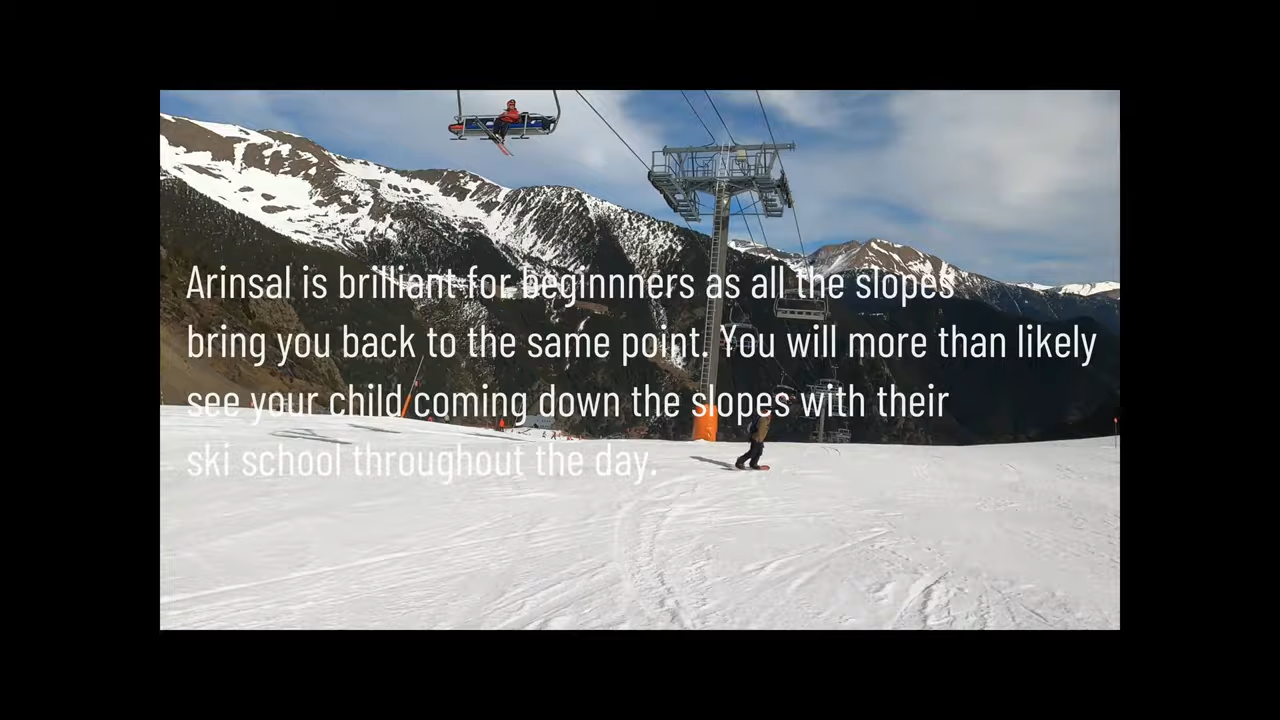 Arinsal is brilliant for beginnners as all the slopes
bring you back to the same point. You will more than likely
see your child coming down the slopes with their
ski school throughout the day.